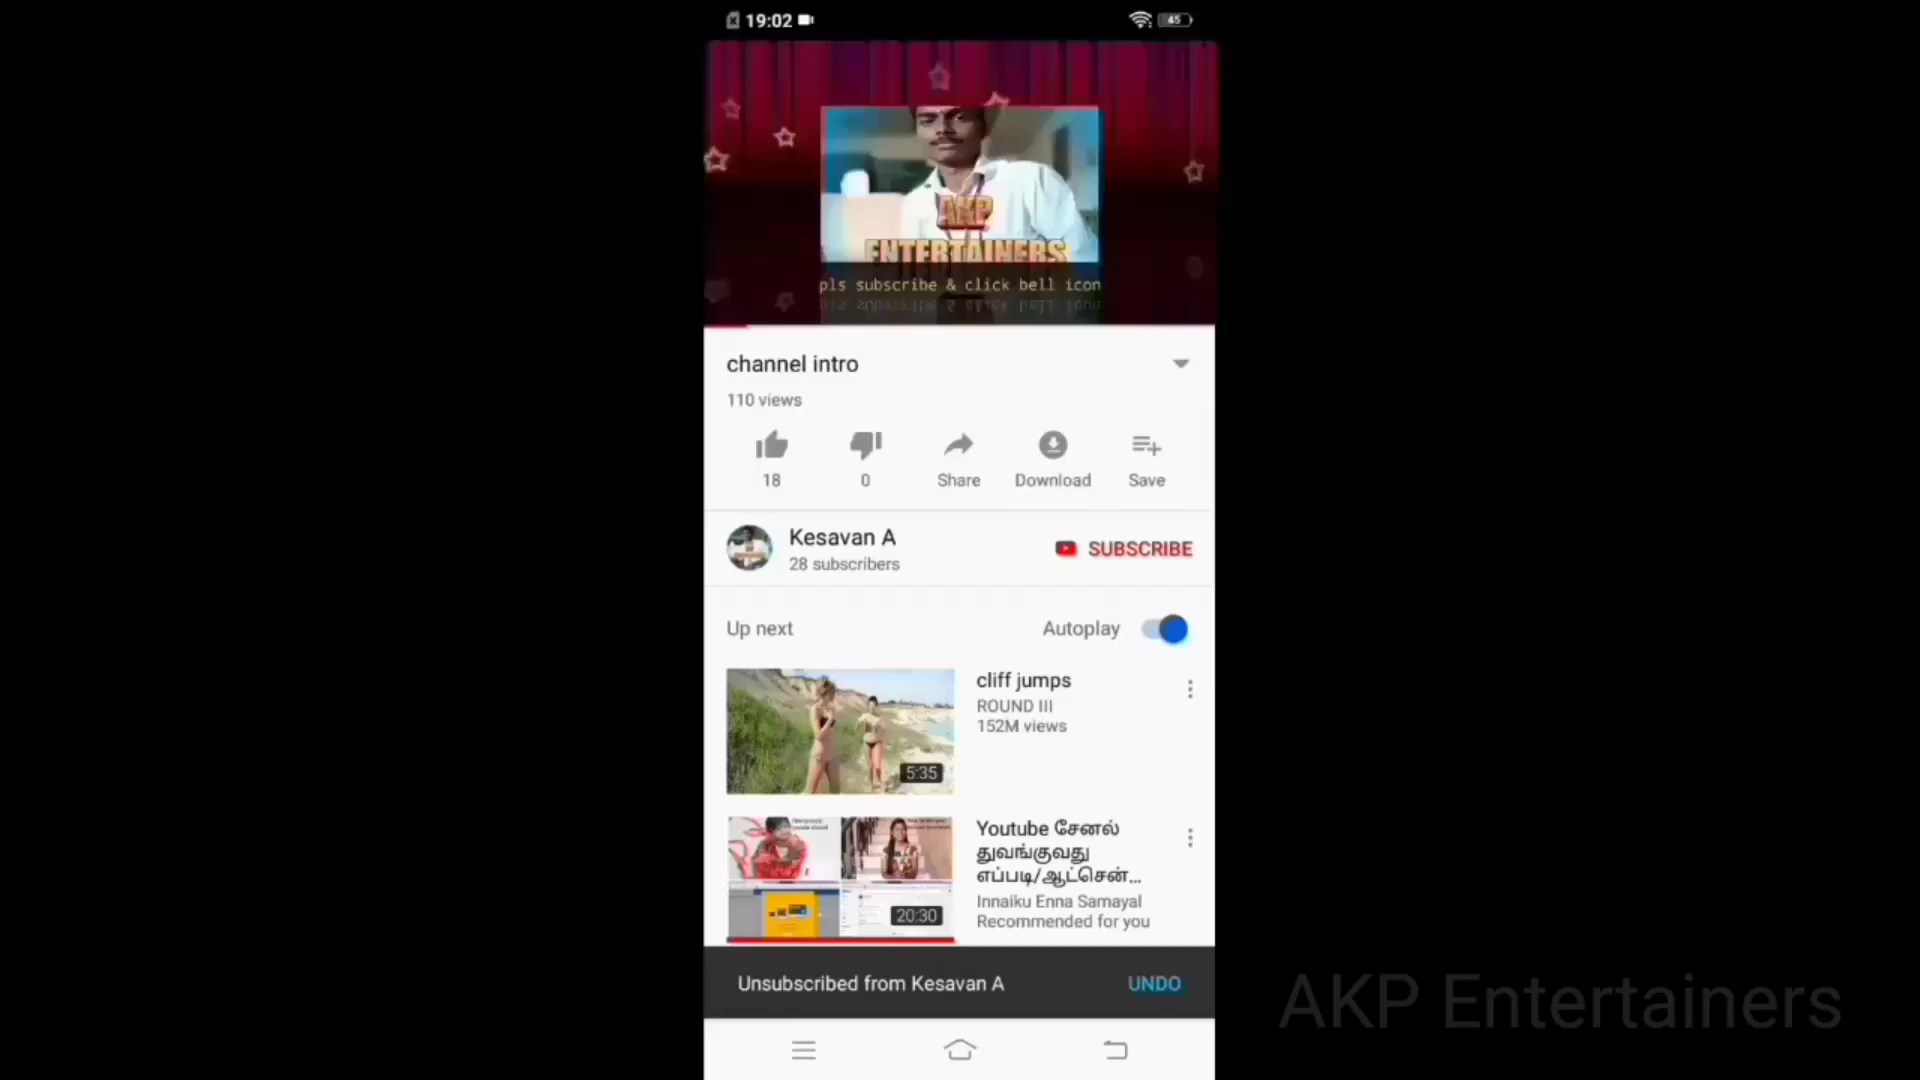 19:02
45
AKP
ENTERTAINERS
pls subscribe & click bell icon
channel intro
110 views
18
0
Share
Download
Save
Kesavan A
28 subscribers
SUBSCRIBE
Up next
Autoplay
cliff jumps
ROUND III
152M views
5:35
Youtube சேனல்
துவங்குவது
எப்படி/ஆட்சென்...
Innaiku Enna Samayal
Recommended for you
20:30
Unsubscribed from Kesavan A
UNDO
AKP Entertainers